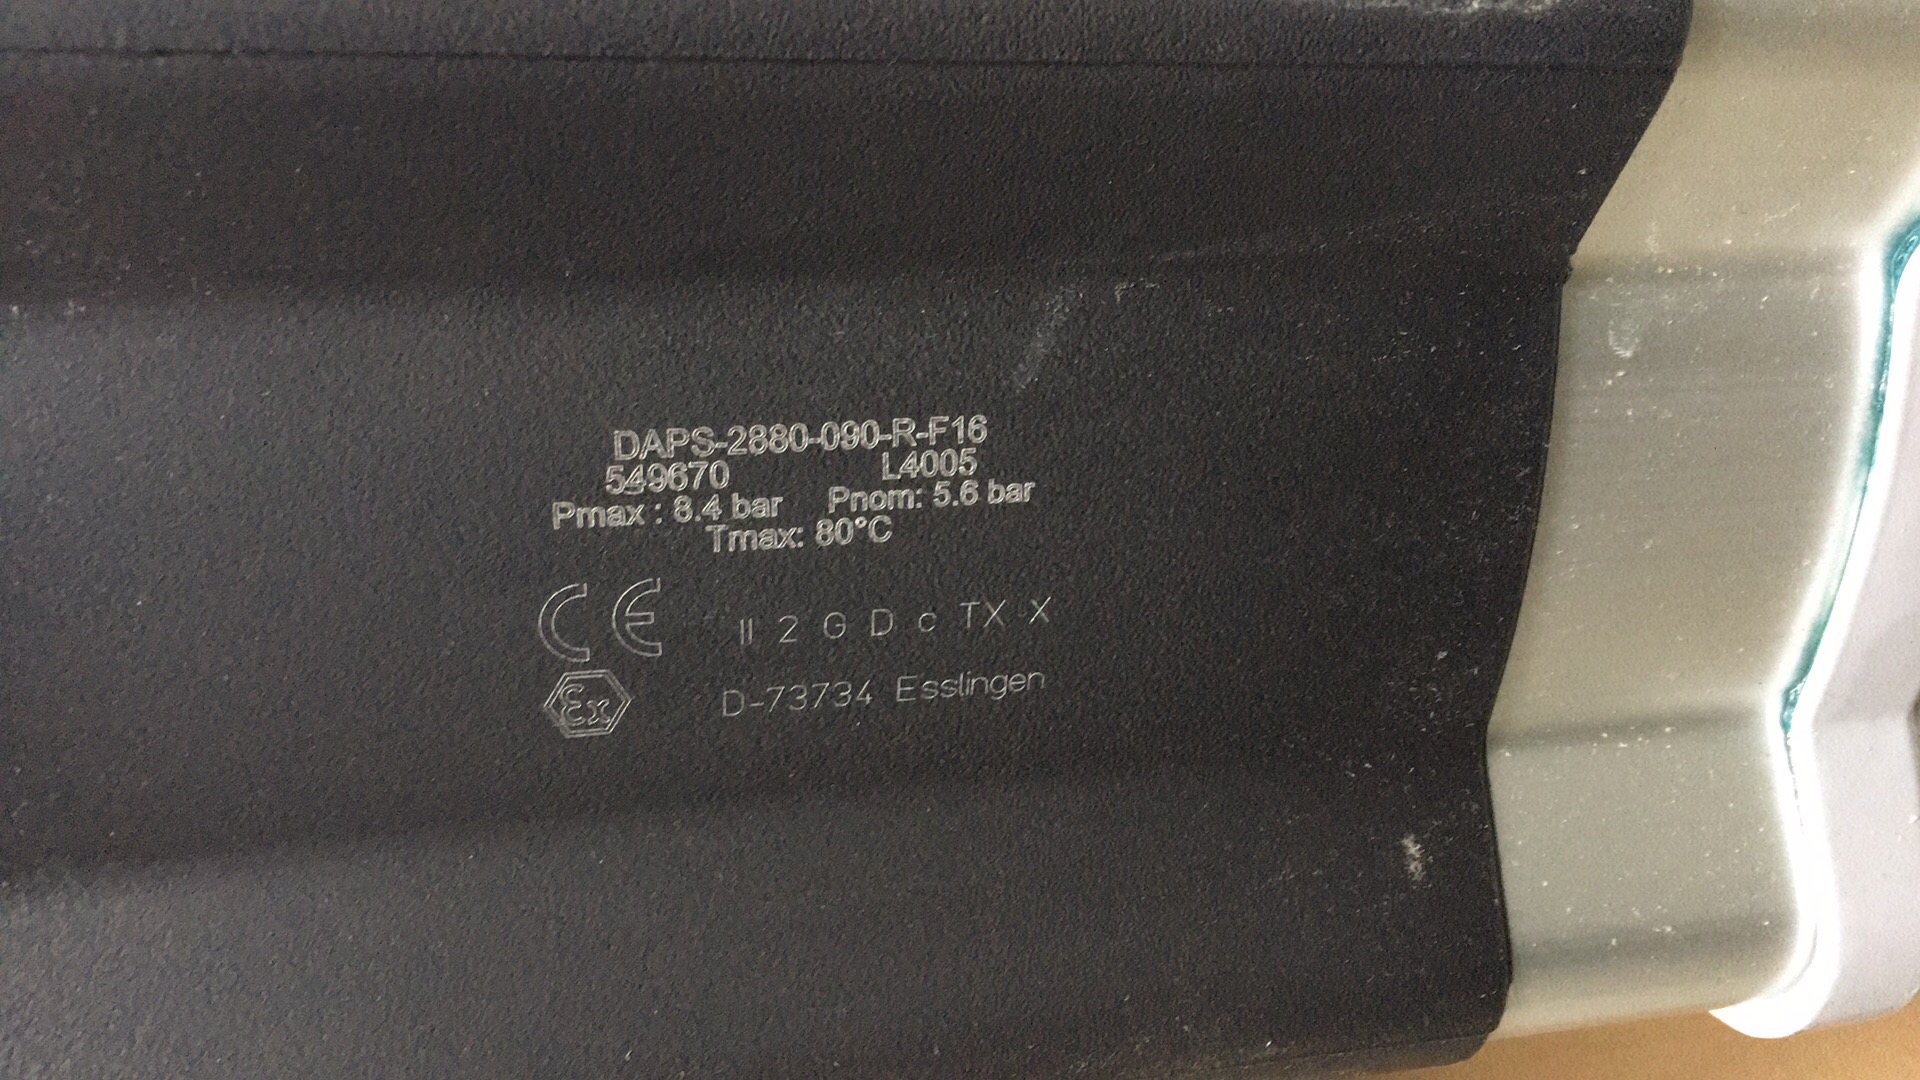 DAPS-2880-090-R-F16
549670 L4005
Pmax : 8.4 bar Pnom: 5.6 bar
Tmax: 80°C
CE II 2 G D c TX X
Ex D-73734 Esslingen